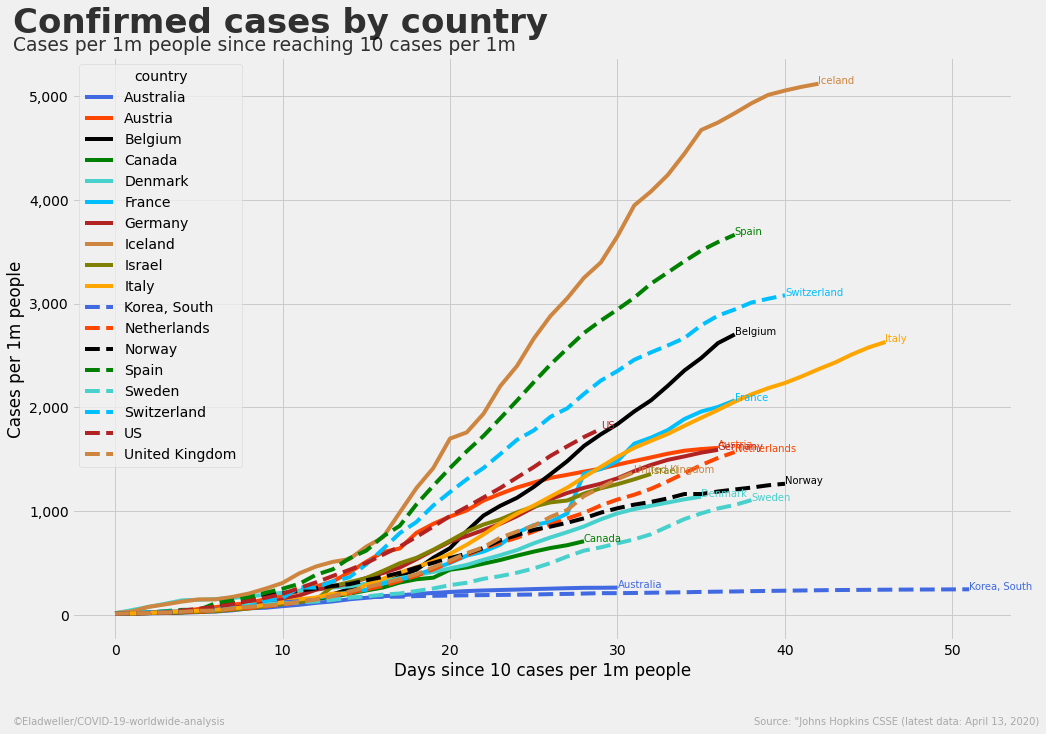 Confirmed cases by country
Cases per 1m people since reaching 10 cases per 1m
country
Australia
Austria
Belgium
Canada
Denmark
France
Germany
Iceland
Israel
Italy
Korea, South
Netherlands
Norway
Spain
Sweden
Switzerland
US
United Kingdom
Cases per 1m people
5,000
4,000
3,000
2,000
1,000
0
Iceland
Spain
Switzerland
Belgium
Italy
France
US
Austria
Germany
Netherlands
United Kingdom
Israel
Norway
Denmark
Sweden
Canada
Australia
Korea, South
0 10 20 30 40 50
Days since 10 cases per 1m people
©Eladweller/COVID-19-worldwide-analysis
Source: "Johns Hopkins CSSE (latest data: April 13, 2020)